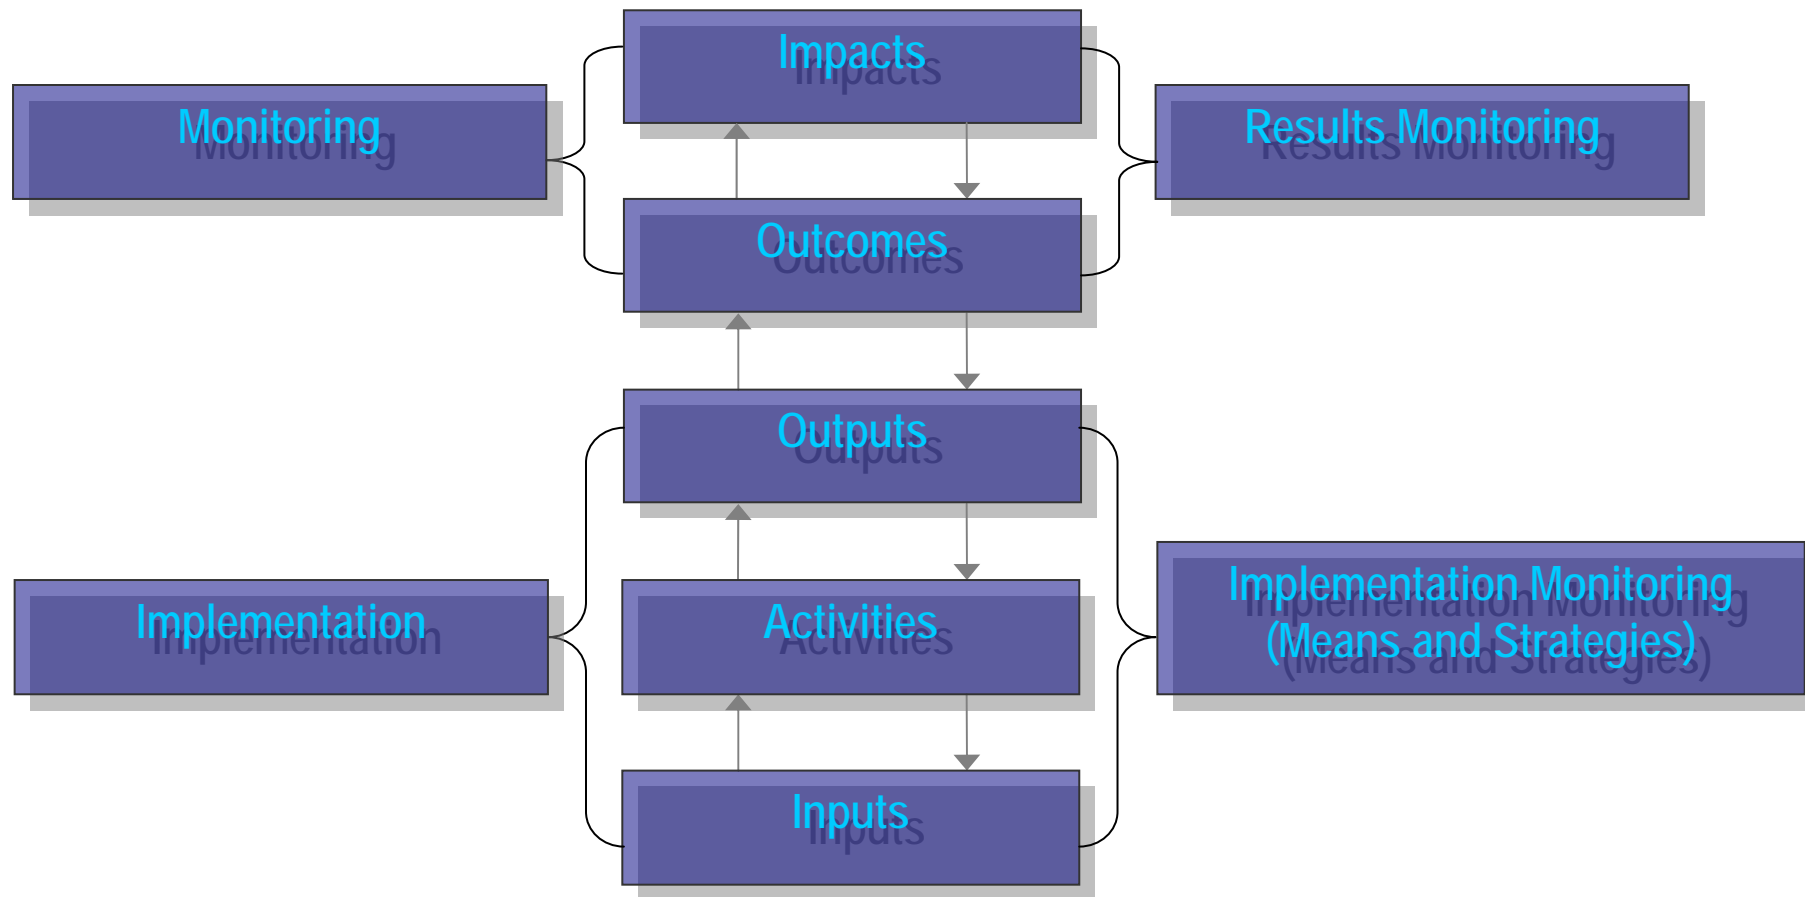 Impacts
Monitoring
Results Monitoring
Outcomes
Outputs
Implementation
Activities
Implementation Monitoring
(Means and Strategies)
Inputs